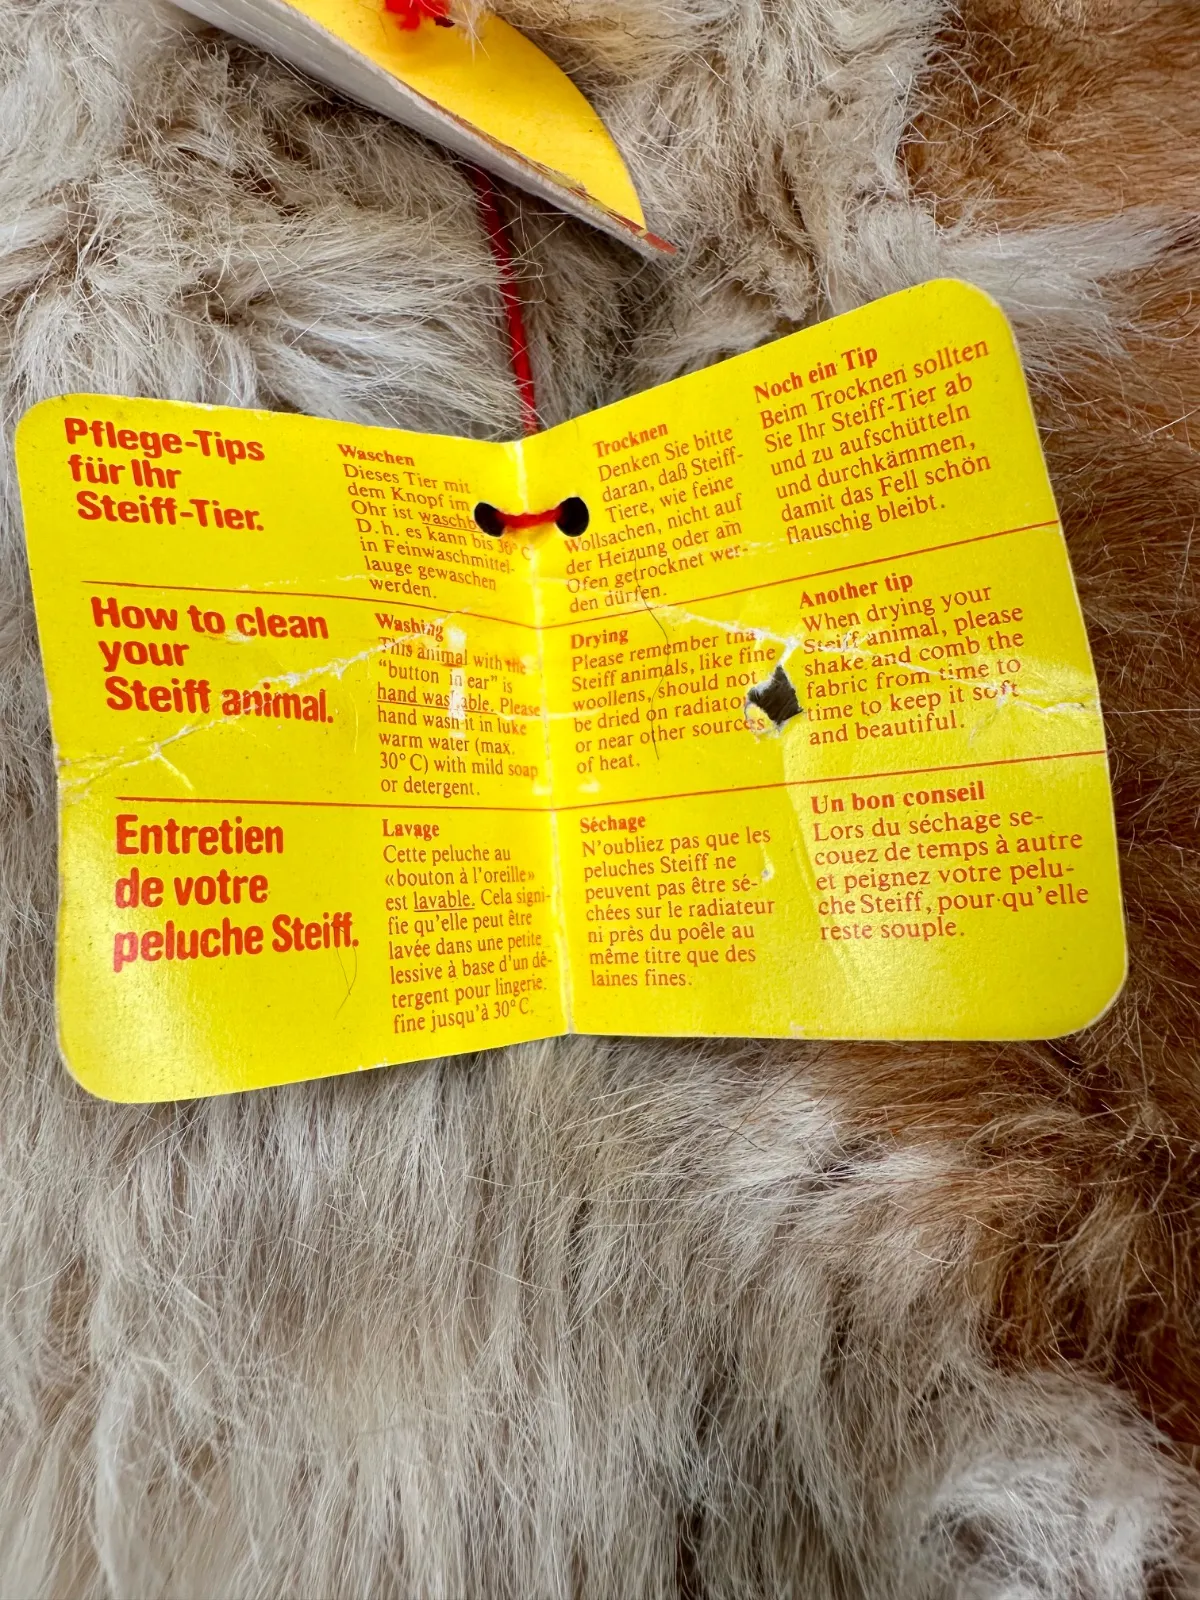 Pflege-Tips
für Ihr
Steiff-Tier.
Waschen
Dieses Tier mit
dem Knopf im
Ohr ist waschb
D. h. es kann bis 30° C
in Feinwaschmittel-
lauge gewaschen
werden.
Trocknen
Denken Sie bitte
daran, daß Steiff-
Tiere, wie feine
Wollsachen, nicht auf
der Heizung oder am
Ofen getrocknet wer-
den dürfen.
Noch ein Tip
Beim Trocknen sollten
Sie Ihr Steiff-Tier ab
und zu aufschütteln
und durchkämmen,
damit das Fell schön
flauschig bleibt.
How to clean
your
Steiff animal.
Washing
This animal with the
"button in ear" is
hand washable. Please
hand wash it in luke
warm water (max.
30° C) with mild soap
or detergent.
Drying
Please remember tha
Steiff animals, like fine
woollens, should not
be dried on radiato
or near other sources
of heat.
Another tip
When drying your
Steiff animal, please
shake and comb the
fabric from time to
time to keep it soft
and beautiful.
Entretien
de votre
peluche Steiff.
Lavage
Cette peluche au
«bouton à l'oreille»
est lavable. Cela signi-
fie qu'elle peut être
lavée dans une petite
lessive à base d'un dé-
tergent pour lingerie
fine jusqu'à 30° C.
Séchage
N'oubliez pas que les
peluches Steiff ne
peuvent pas être sé-
chées sur le radiateur
ni près du poêle au
même titre que des
laines fines.
Un bon conseil
Lors du séchage se-
couez de temps à autre
et peignez votre pelu-
che Steiff, pour qu'elle
reste souple.